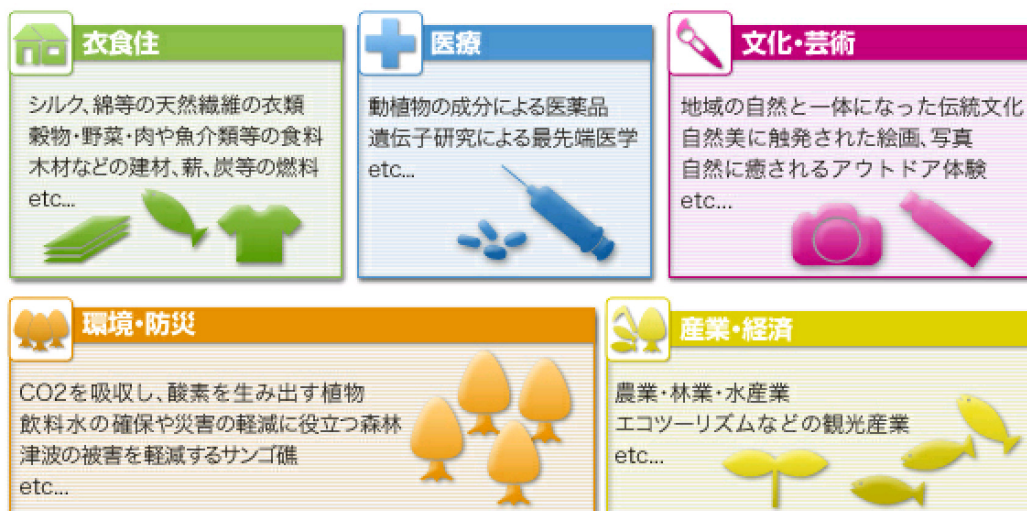 衣食住
シルク、綿等の天然繊維の衣類
穀物・野菜・肉や魚介類等の食料
木材などの建材、薪、炭等の燃料
etc...
医療
動植物の成分による医薬品
遺伝子研究による最先端医学
etc...
文化・芸術
地域の自然と一体になった伝統文化
自然美に触発された絵画、写真
自然に癒されるアウトドア体験
etc...
環境・防災
CO2を吸収し、酸素を生み出す植物
飲料水の確保や災害の軽減に役立つ森林
津波の被害を軽減するサンゴ礁
etc...
産業・経済
農業・林業・水産業
エコツーリズムなどの観光産業
etc...